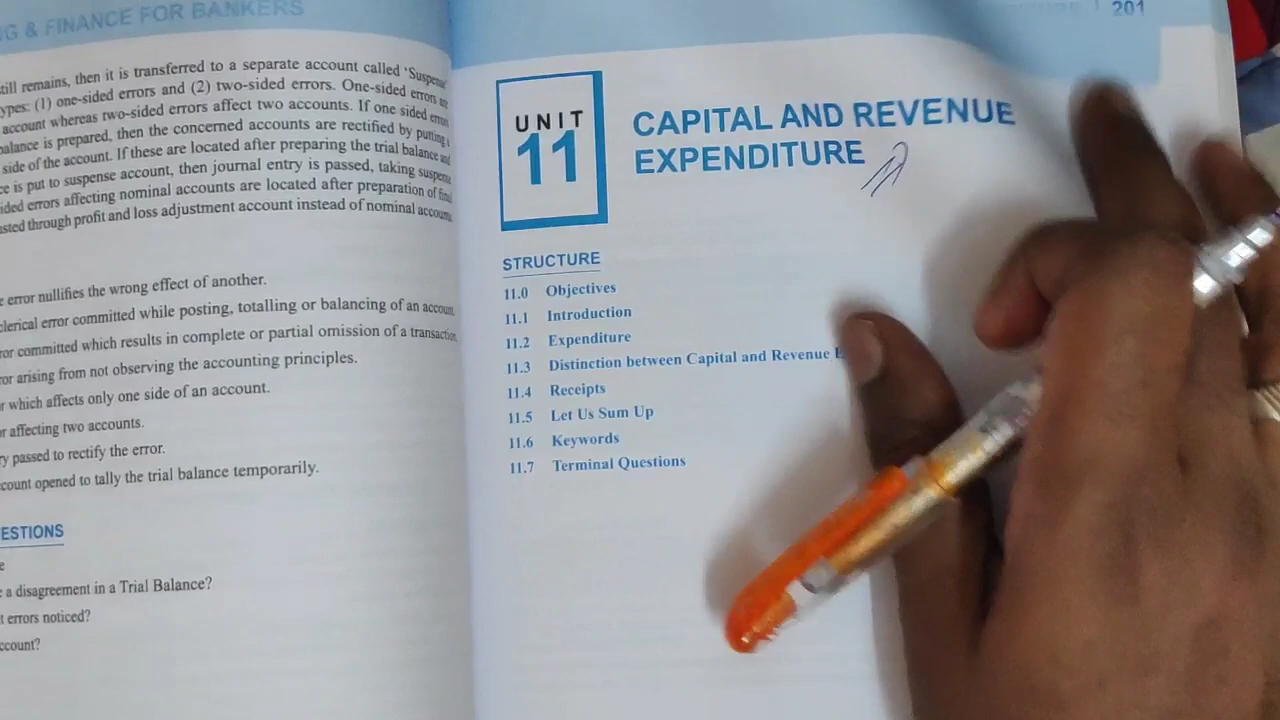 & FINANCE FOR BANKERS
still remains, then it is transferred to a separate account called 'Suspense
types: (1) one-sided errors and (2) two-sided errors. One-sided errors are
account whereas two-sided errors affect two accounts. If one sided errors
balance is prepared, then the concerned accounts are rectified by putting
side of the account. If these are located after preparing the trial balance and
is put to suspense account, then journal entry is passed, taking suspense
sided errors affecting nominal accounts are located after preparation of final
through profit and loss adjustment account instead of nominal accounts
error nullifies the wrong effect of another.
clerical error committed while posting, totalling or balancing of an account.
committed which results in complete or partial omission of a transaction.
arising from not observing the accounting principles.
which affects only one side of an account.
affecting two accounts.
passed to rectify the error.
opened to tally the trial balance temporarily.
ESTIONS
e
a disagreement in a Trial Balance?
errors noticed?
ccount?
201
UNIT
11
CAPITAL AND REVENUE
EXPENDITURE
STRUCTURE
11.0 Objectives
11.1 Introduction
11.2 Expenditure
11.3 Distinction between Capital and Revenue E
11.4 Receipts
11.5 Let Us Sum Up
11.6 Keywords
11.7 Terminal Questions